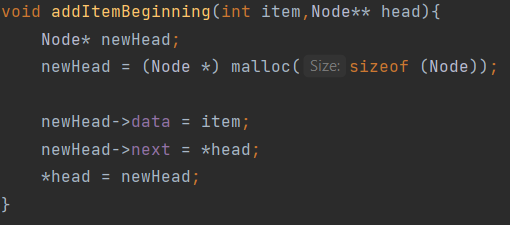 void addItemBeginning(int item,Node** head){
Node* newHead;
newHead = (Node *) malloc( Size: sizeof (Node));
newHead->data = item;
newHead->next = *head;
*head = newHead;
}